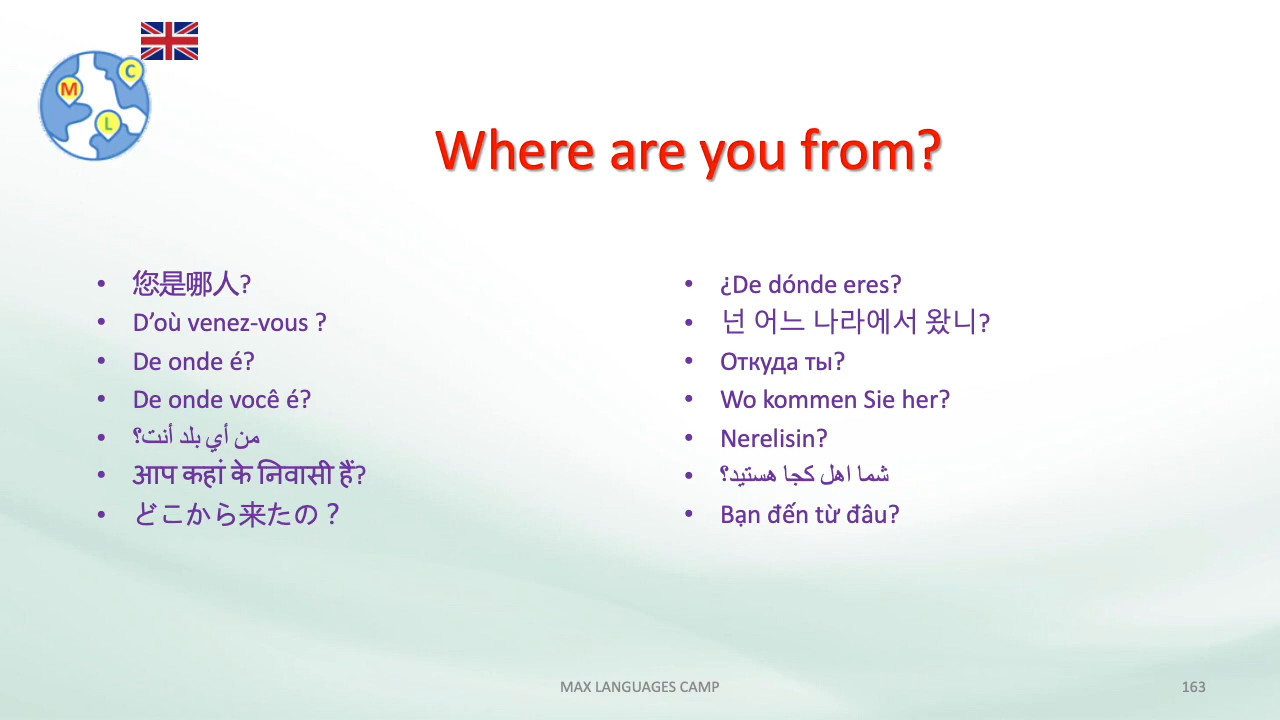 C
M
L
Where are you from?
• 您是哪人?
• D’où venez-vous ?
• De onde é?
• De onde você é?
• من أي بلد أنت؟
• आप कहां के निवासी हैं?
• どこから来たの？
• ¿De dónde eres?
• 넌 어느 나라에서 왔니?
• Откуда ты?
• Wo kommen Sie her?
• Nerelisin?
• شما اهل کجا هستید؟
• Bạn đến từ đâu?
MAX LANGUAGES CAMP
163